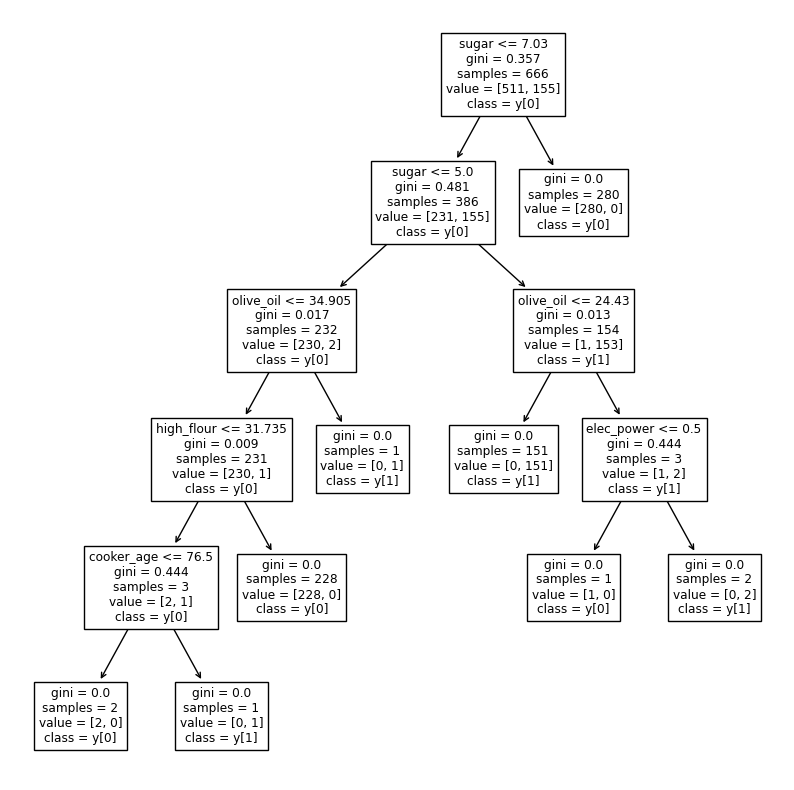 sugar <= 7.03
gini = 0.357
samples = 666
value = [511, 155]
class = y[0]
sugar <= 5.0
gini = 0.481
samples = 386
value = [231, 155]
class = y[0]
gini = 0.0
samples = 280
value = [280, 0]
class = y[0]
olive_oil <= 34.905
gini = 0.017
samples = 232
value = [230, 2]
class = y[0]
olive_oil <= 24.43
gini = 0.013
samples = 154
value = [1, 153]
class = y[1]
high_flour <= 31.735
gini = 0.009
samples = 231
value = [230, 1]
class = y[0]
gini = 0.0
samples = 1
value = [0, 1]
class = y[1]
gini = 0.0
samples = 151
value = [0, 151]
class = y[1]
elec_power <= 0.5
gini = 0.444
samples = 3
value = [1, 2]
class = y[1]
cooker_age <= 76.5
gini = 0.444
samples = 3
value = [2, 1]
class = y[0]
gini = 0.0
samples = 228
value = [228, 0]
class = y[0]
gini = 0.0
samples = 1
value = [1, 0]
class = y[0]
gini = 0.0
samples = 2
value = [0, 2]
class = y[1]
gini = 0.0
samples = 2
value = [2, 0]
class = y[0]
gini = 0.0
samples = 1
value = [0, 1]
class = y[1]